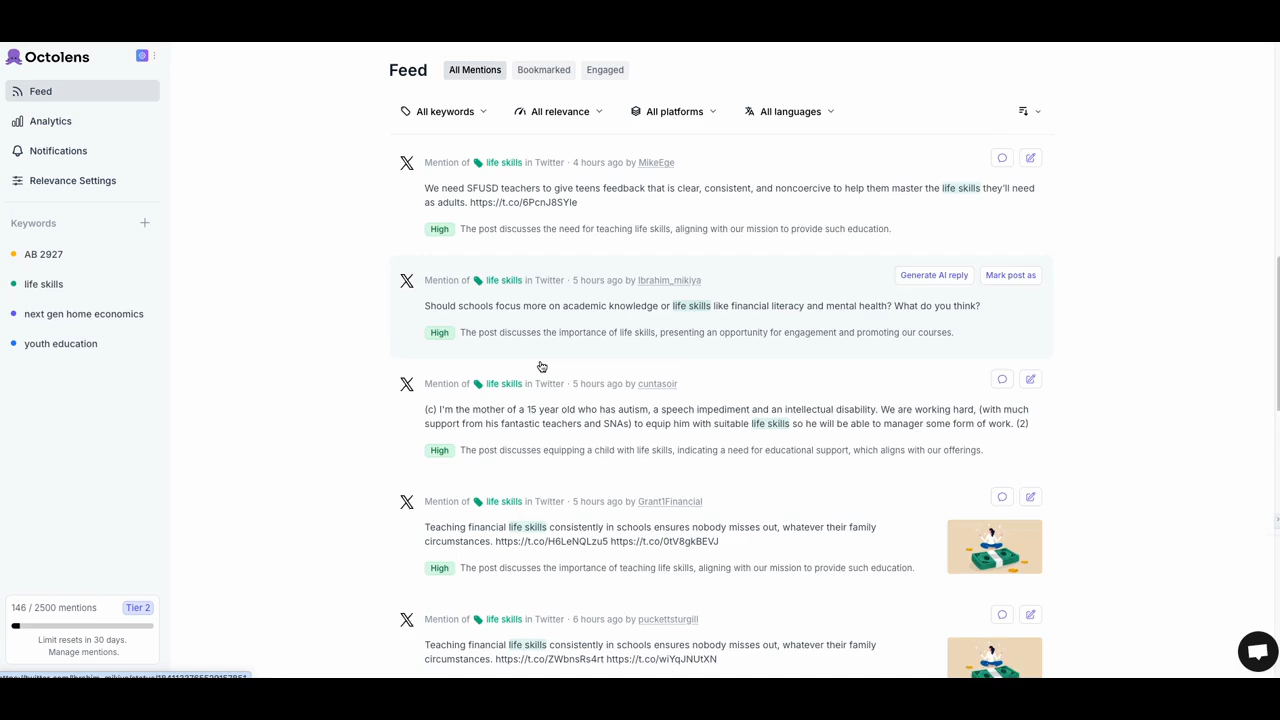 Octolens
Feed
Analytics
Notifications
Relevance Settings
Keywords
AB 2927
life skills
next gen home economics
youth education
146 / 2500 mentions Tier 2
Limit resets in 30 days.
Manage mentions.
Feed All Mentions Bookmarked Engaged
All keywords All relevance All platforms All languages
Mention of life skills in Twitter · 4 hours ago by MikeEge
We need SFUSD teachers to give teens feedback that is clear, consistent, and noncoercive to help them master the life skills they'll need
as adults. https://t.co/6PcnJ8SYle
High The post discusses the need for teaching life skills, aligning with our mission to provide such education.
Mention of life skills in Twitter · 5 hours ago by Ibrahim_mikiya Generate AI reply Mark post as
Should schools focus more on academic knowledge or life skills like financial literacy and mental health? What do you think?
High The post discusses the importance of life skills, presenting an opportunity for engagement and promoting our courses.
Mention of life skills in Twitter · 5 hours ago by cuntasoir
(c) I'm the mother of a 15 year old who has autism, a speech impediment and an intellectual disability. We are working hard, (with much
support from his fantastic teachers and SNAs) to equip him with suitable life skills so he will be able to manager some form of work. (2)
High The post discusses equipping a child with life skills, indicating a need for educational support, which aligns with our offerings.
Mention of life skills in Twitter · 5 hours ago by Grant1Financial
Teaching financial life skills consistently in schools ensures nobody misses out, whatever their family
circumstances. https://t.co/H6LeNQLzu5 https://t.co/0tV8gkBEVJ
High The post discusses the importance of teaching life skills, aligning with our mission to provide such education.
Mention of life skills in Twitter · 6 hours ago by puckettsturgill
Teaching financial life skills consistently in schools ensures nobody misses out, whatever their family
circumstances. https://t.co/ZWbnsRs4rt https://t.co/wiYqJNUtXN